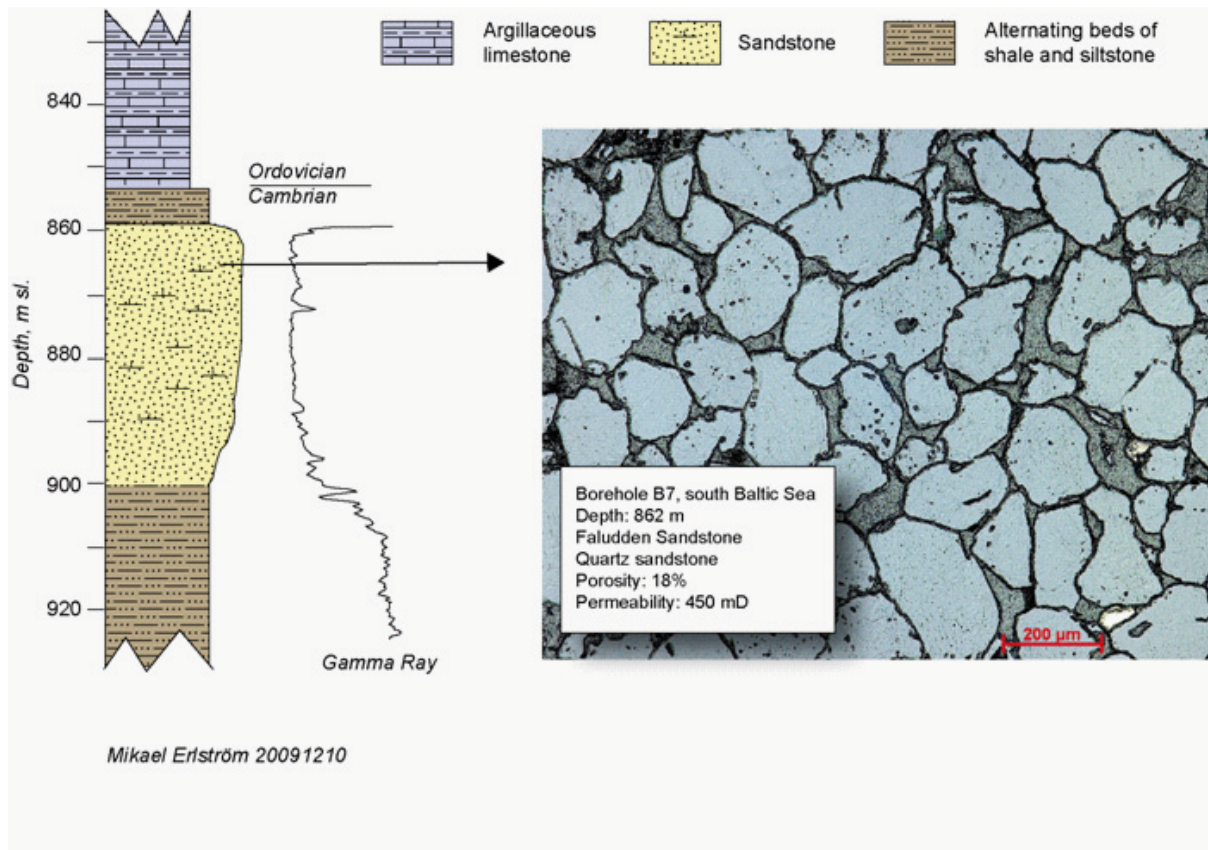 Argillaceous
limestone
Sandstone
Alternating beds of
shale and siltstone
840
860
880
900
920
Depth, m sl.
Ordovician
Cambrian
Gamma Ray
Borehole B7, south Baltic Sea
Depth: 862 m
Faludden Sandstone
Quartz sandstone
Porosity: 18%
Permeability: 450 mD
200 µm
Mikael Erlström 20091210